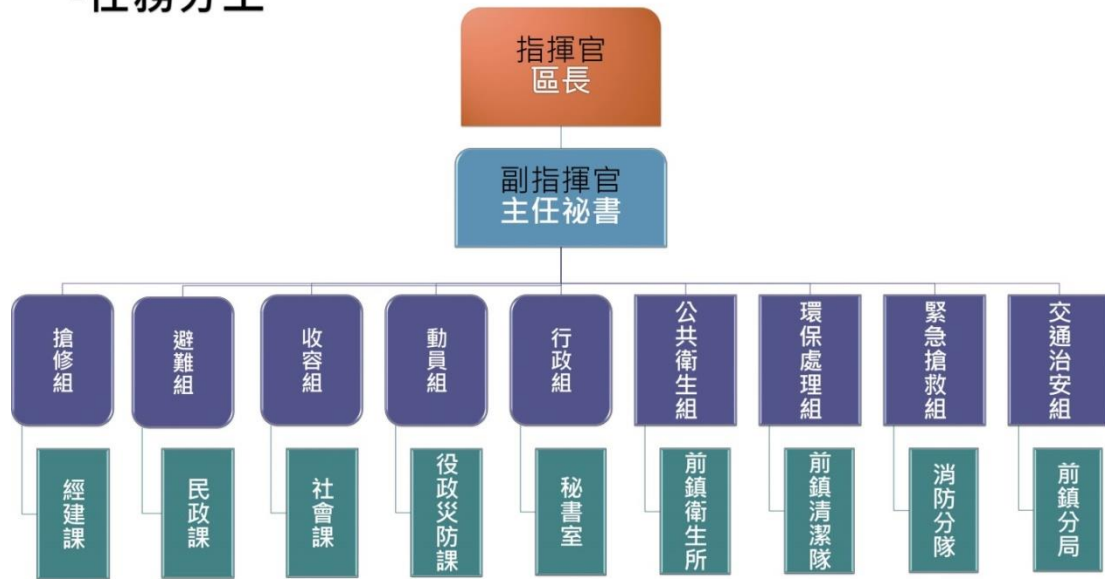 任務分工
指揮官
區長
副指揮官
主任祕書
搶修組
避難組
收容組
動員組
行政組
公共衛生組
環保處理組
緊急搶救組
交通治安組
經建課
民政課
社會課
役政災防課
秘書室
前鎮衛生所
前鎮清潔隊
消防分隊
前鎮分局